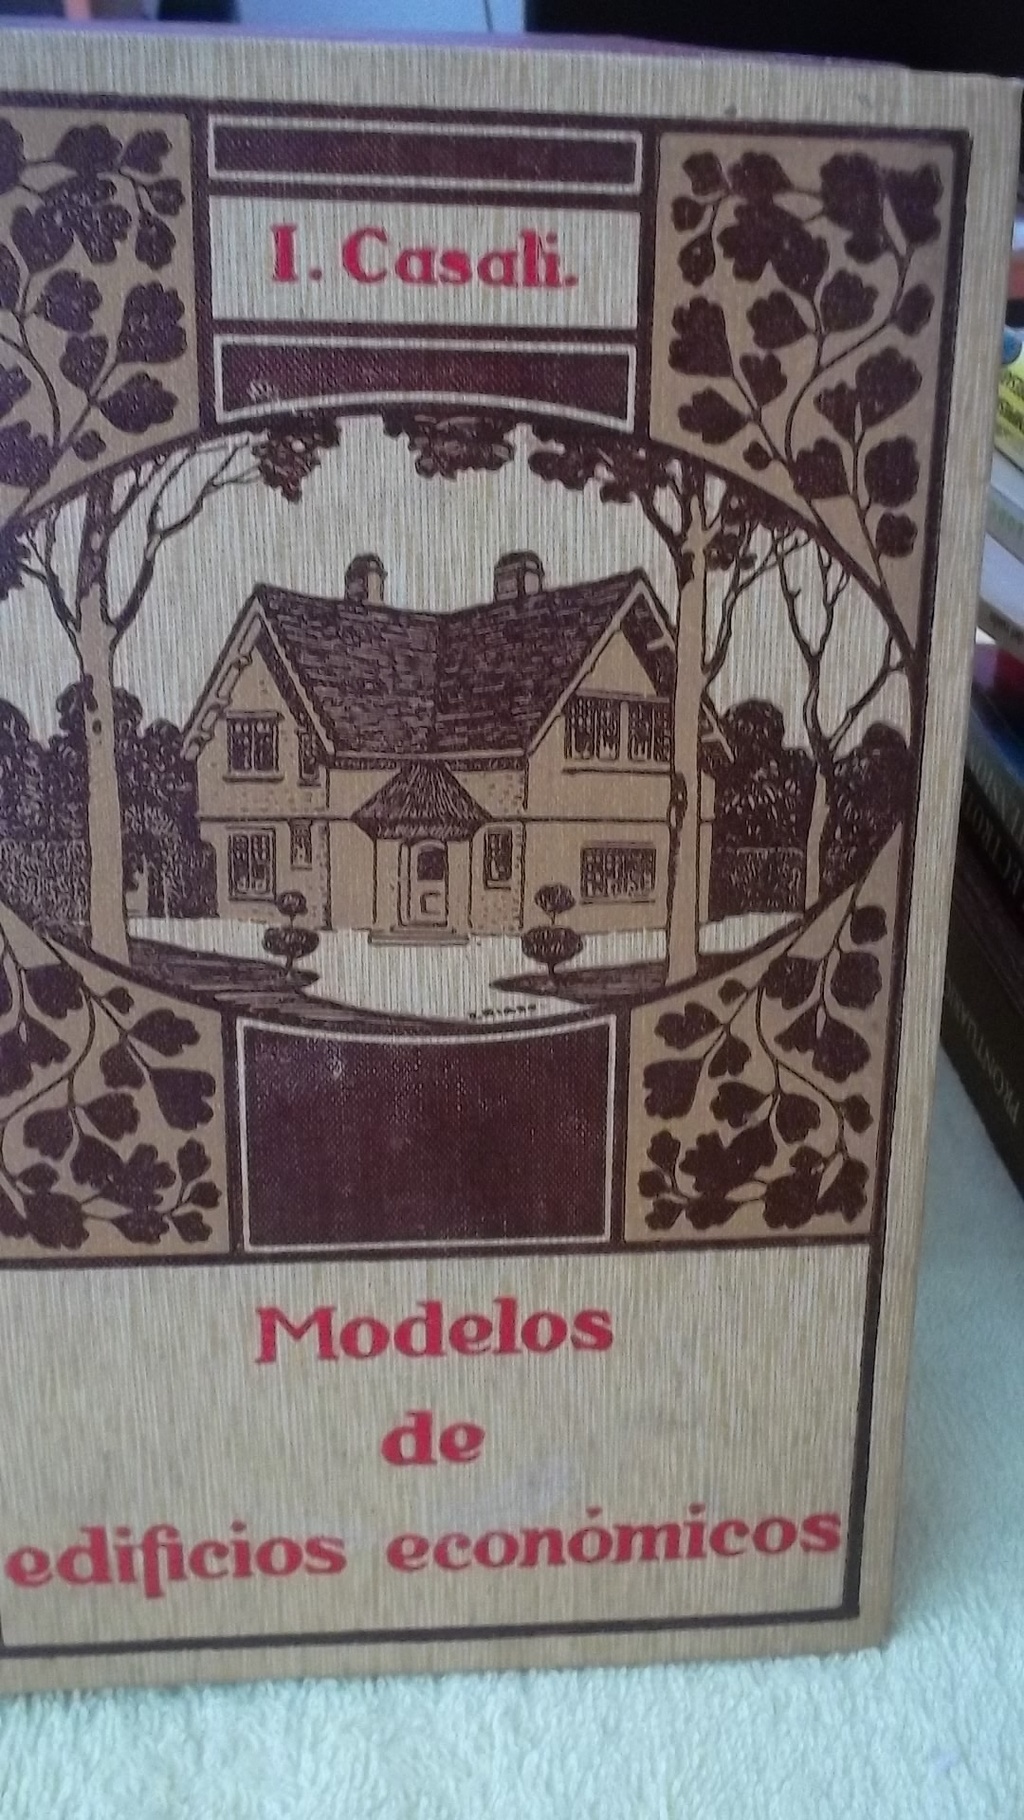 I. Casali.
Modelos
de
edificios económicos